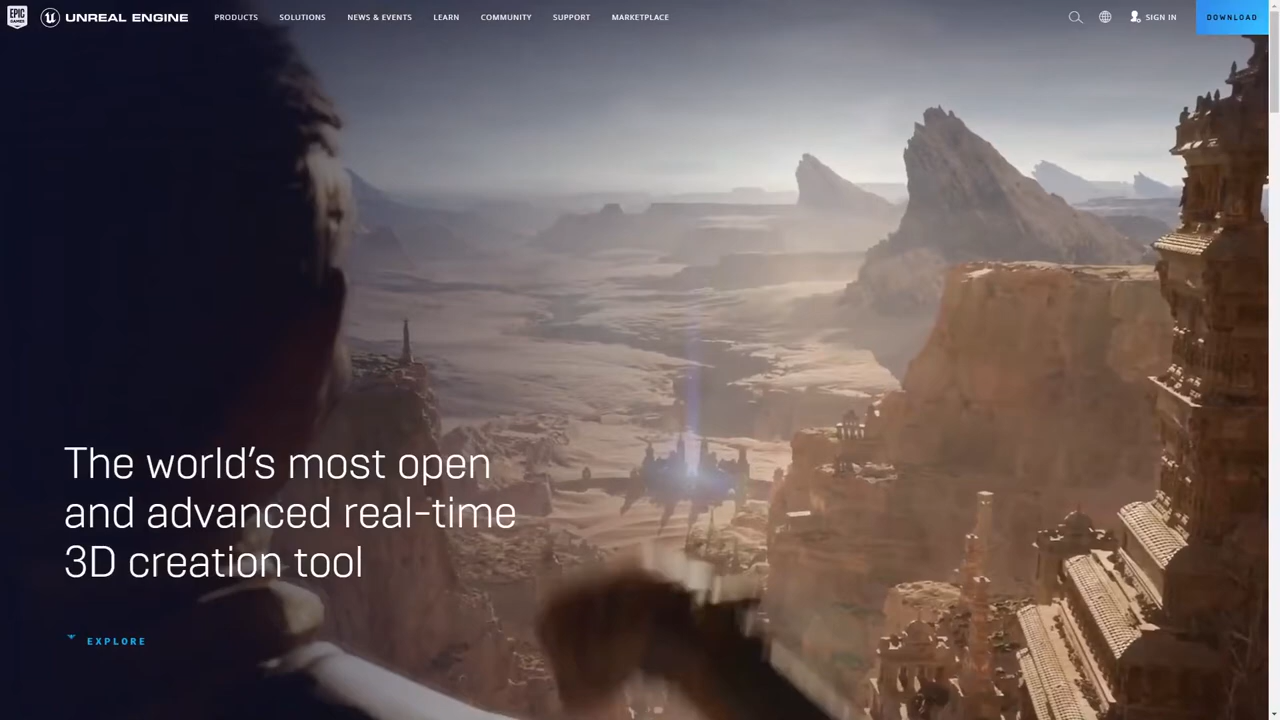 EPIC GAMES
UNREAL ENGINE
PRODUCTS
SOLUTIONS
NEWS & EVENTS
LEARN
COMMUNITY
SUPPORT
MARKETPLACE
SIGN IN
DOWNLOAD
The world's most open
and advanced real-time
3D creation tool
EXPLORE